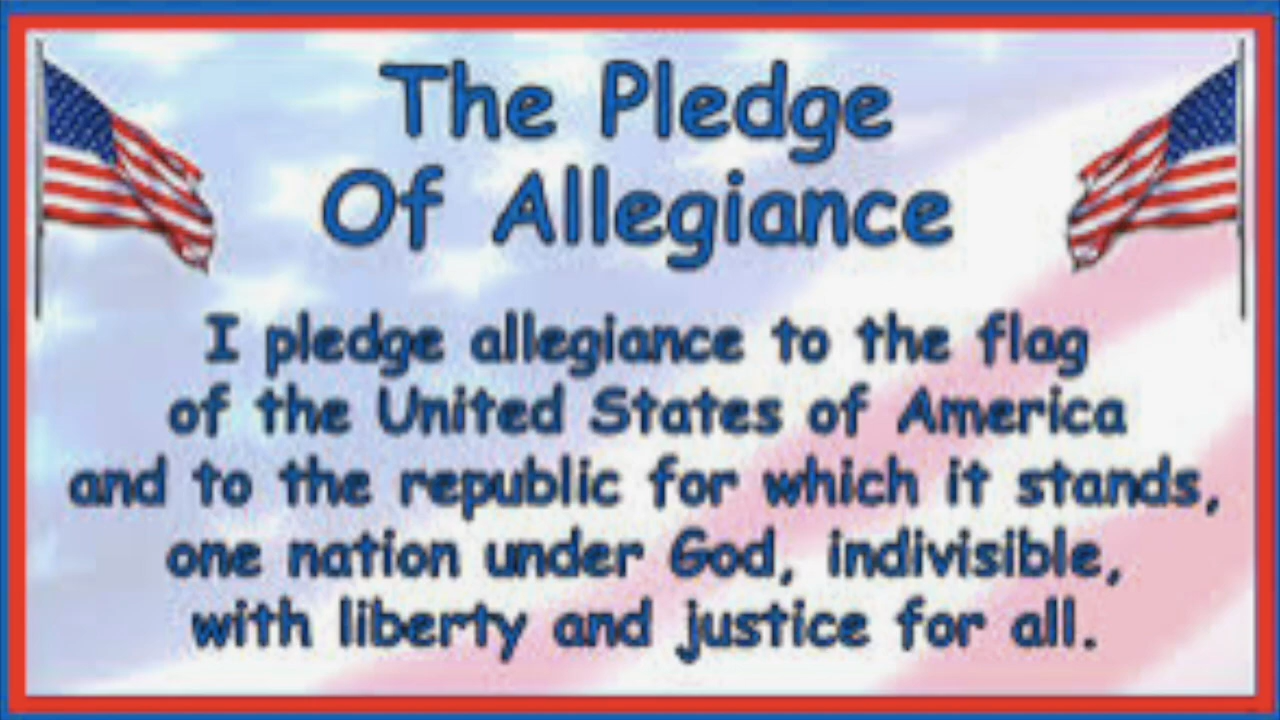 The Pledge
Of Allegiance
I pledge allegiance to the flag
of the United States of America
and to the republic for which it stands,
one nation under God, indivisible,
with liberty and justice for all.